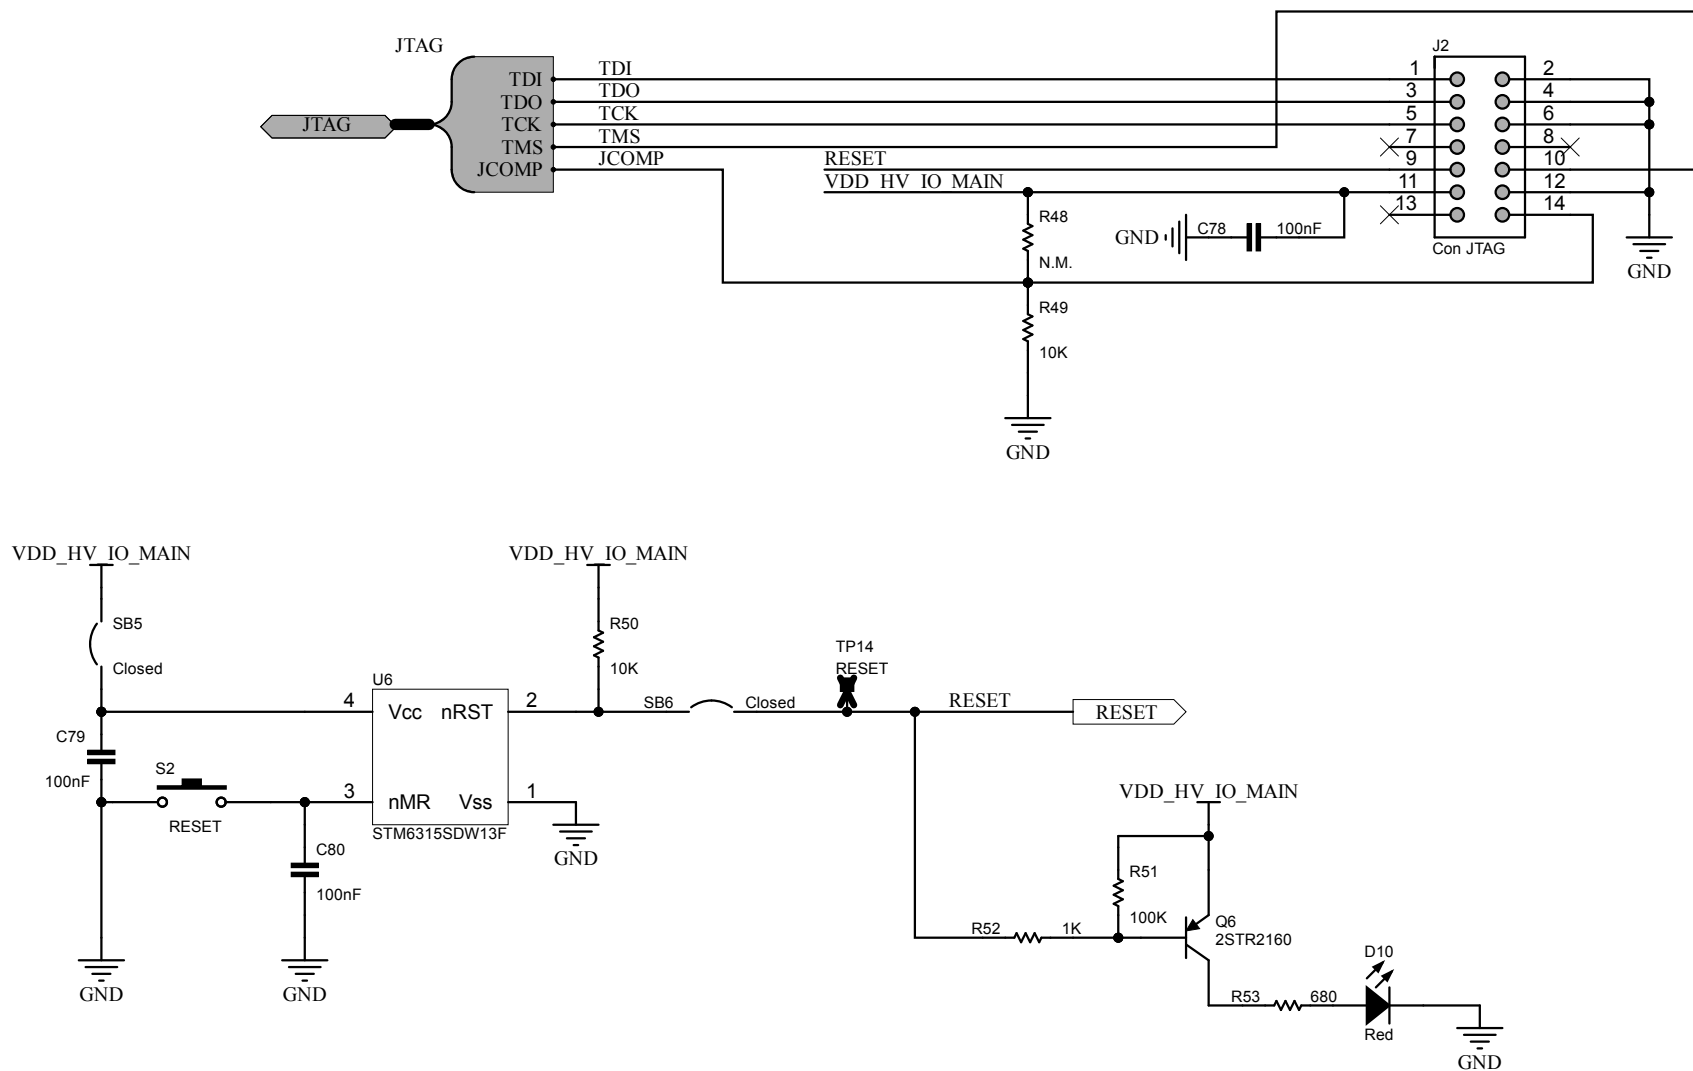 JTAG
J2
TDI TDI 1 2
TDO TDO 3 4
JTAG TCK TCK 5 6
TMS TMS 7 8
JCOMP JCOMP RESET 9 10
VDD_HV_IO_MAIN 11 12
13 14
R48
GND C78 100nF
N.M.
Con JTAG
GND
R49
10K
GND
VDD_HV_IO_MAIN VDD_HV_IO_MAIN
SB5 R50
Closed 10K
TP14
RESET
U6
4 Vcc nRST 2 SB6 Closed RESET RESET
C79
100nF
S2
3 nMR Vss 1
RESET STM6315SDW13F
GND
C80
100nF
VDD_HV_IO_MAIN
R51
100K
R52 1K
Q6
2STR2160
D10
R53 680
Red
GND GND
GND